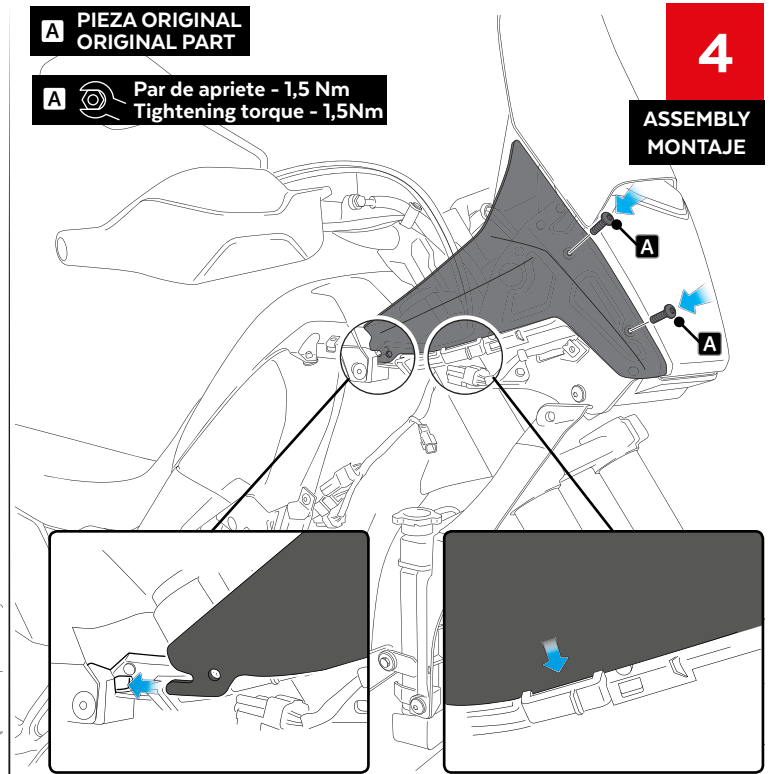 A PIEZA ORIGINAL
ORIGINAL PART
A Par de apriete - 1,5 Nm
Tightening torque - 1,5Nm
4
ASSEMBLY
MONTAJE
A
A